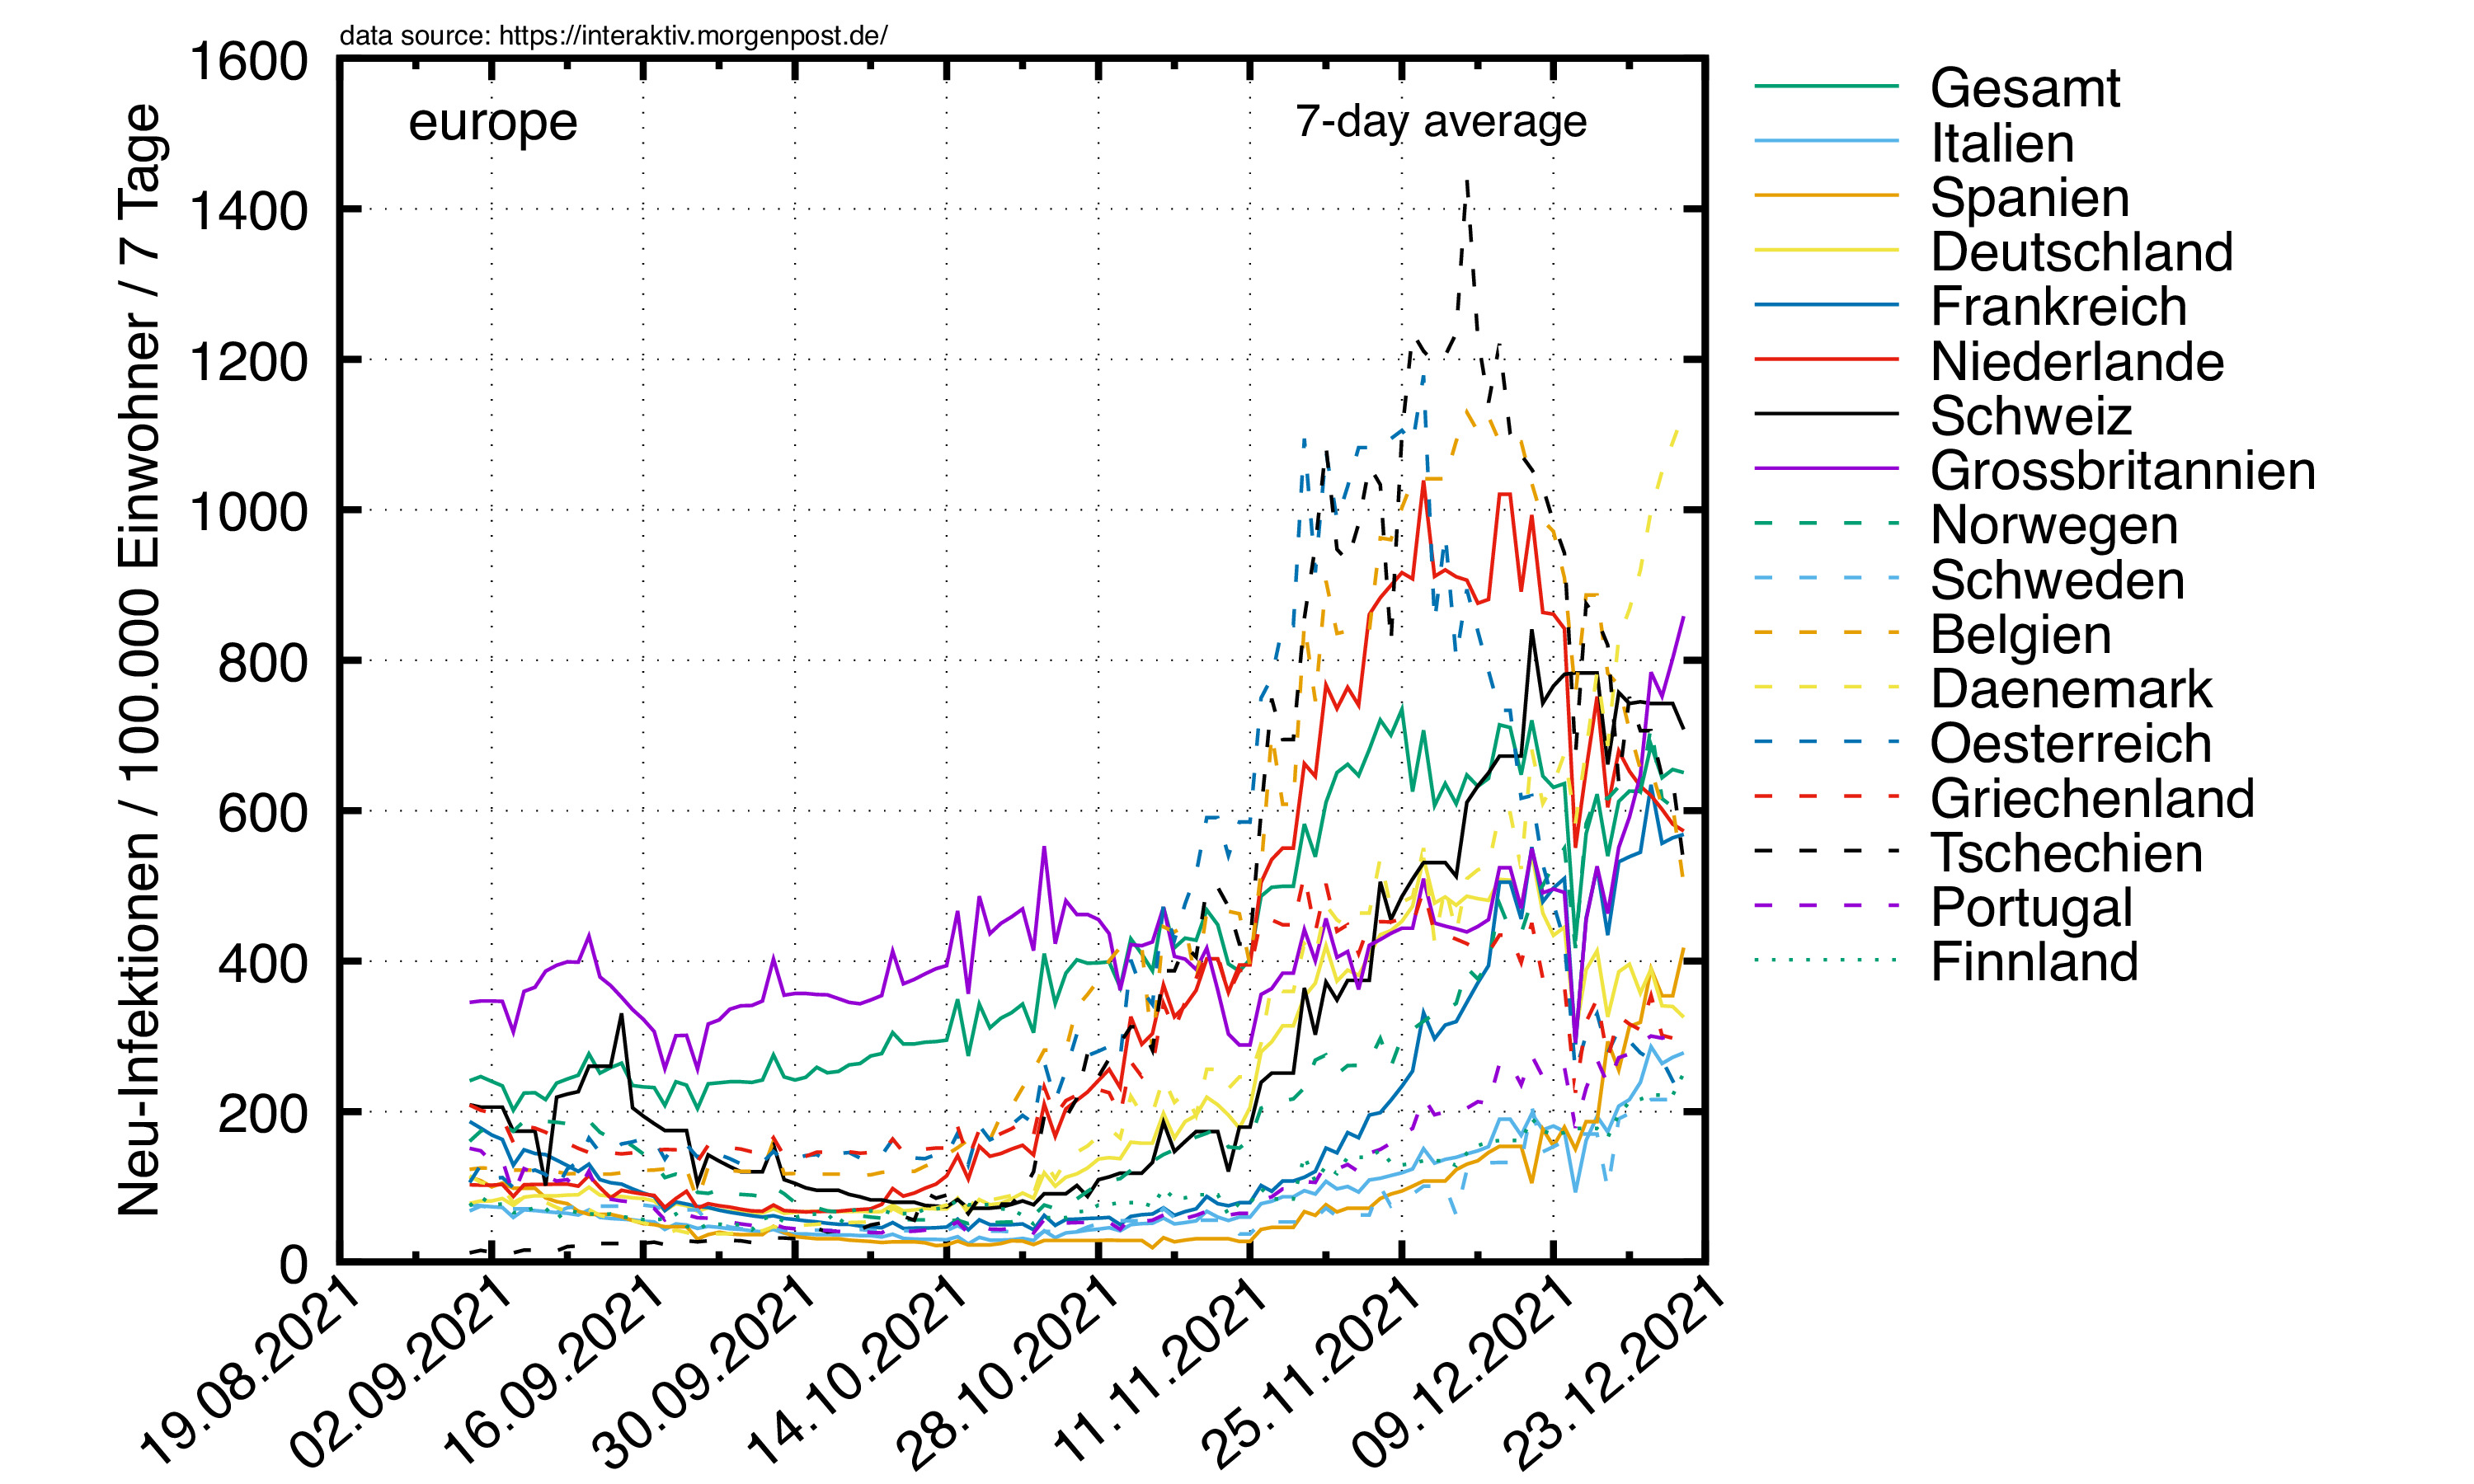 data source: https://interaktiv.morgenpost.de/
europe
7-day average
Neu-Infektionen / 100.000 Einwohner / 7 Tage
1600
1400
1200
1000
800
600
400
200
0
19.08.2021
02.09.2021
16.09.2021
30.09.2021
14.10.2021
28.10.2021
11.11.2021
25.11.2021
09.12.2021
23.12.2021
Gesamt
Italien
Spanien
Deutschland
Frankreich
Niederlande
Schweiz
Grossbritannien
Norwegen
Schweden
Belgien
Daenemark
Oesterreich
Griechenland
Tschechien
Portugal
Finnland